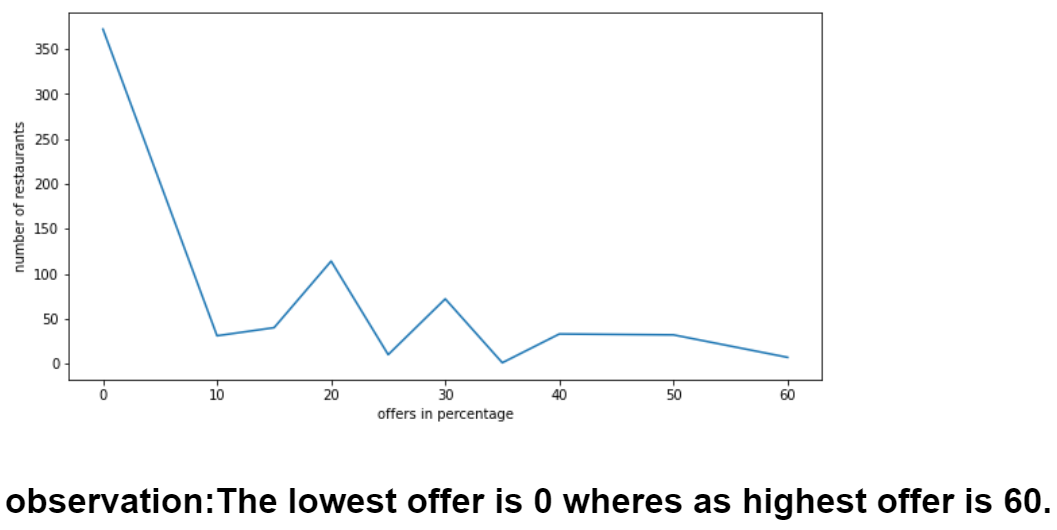 350
300
250
200
150
100
50
0
number of restaurants
0 10 20 30 40 50 60
offers in percentage
observation:The lowest offer is 0 wheres as highest offer is 60.